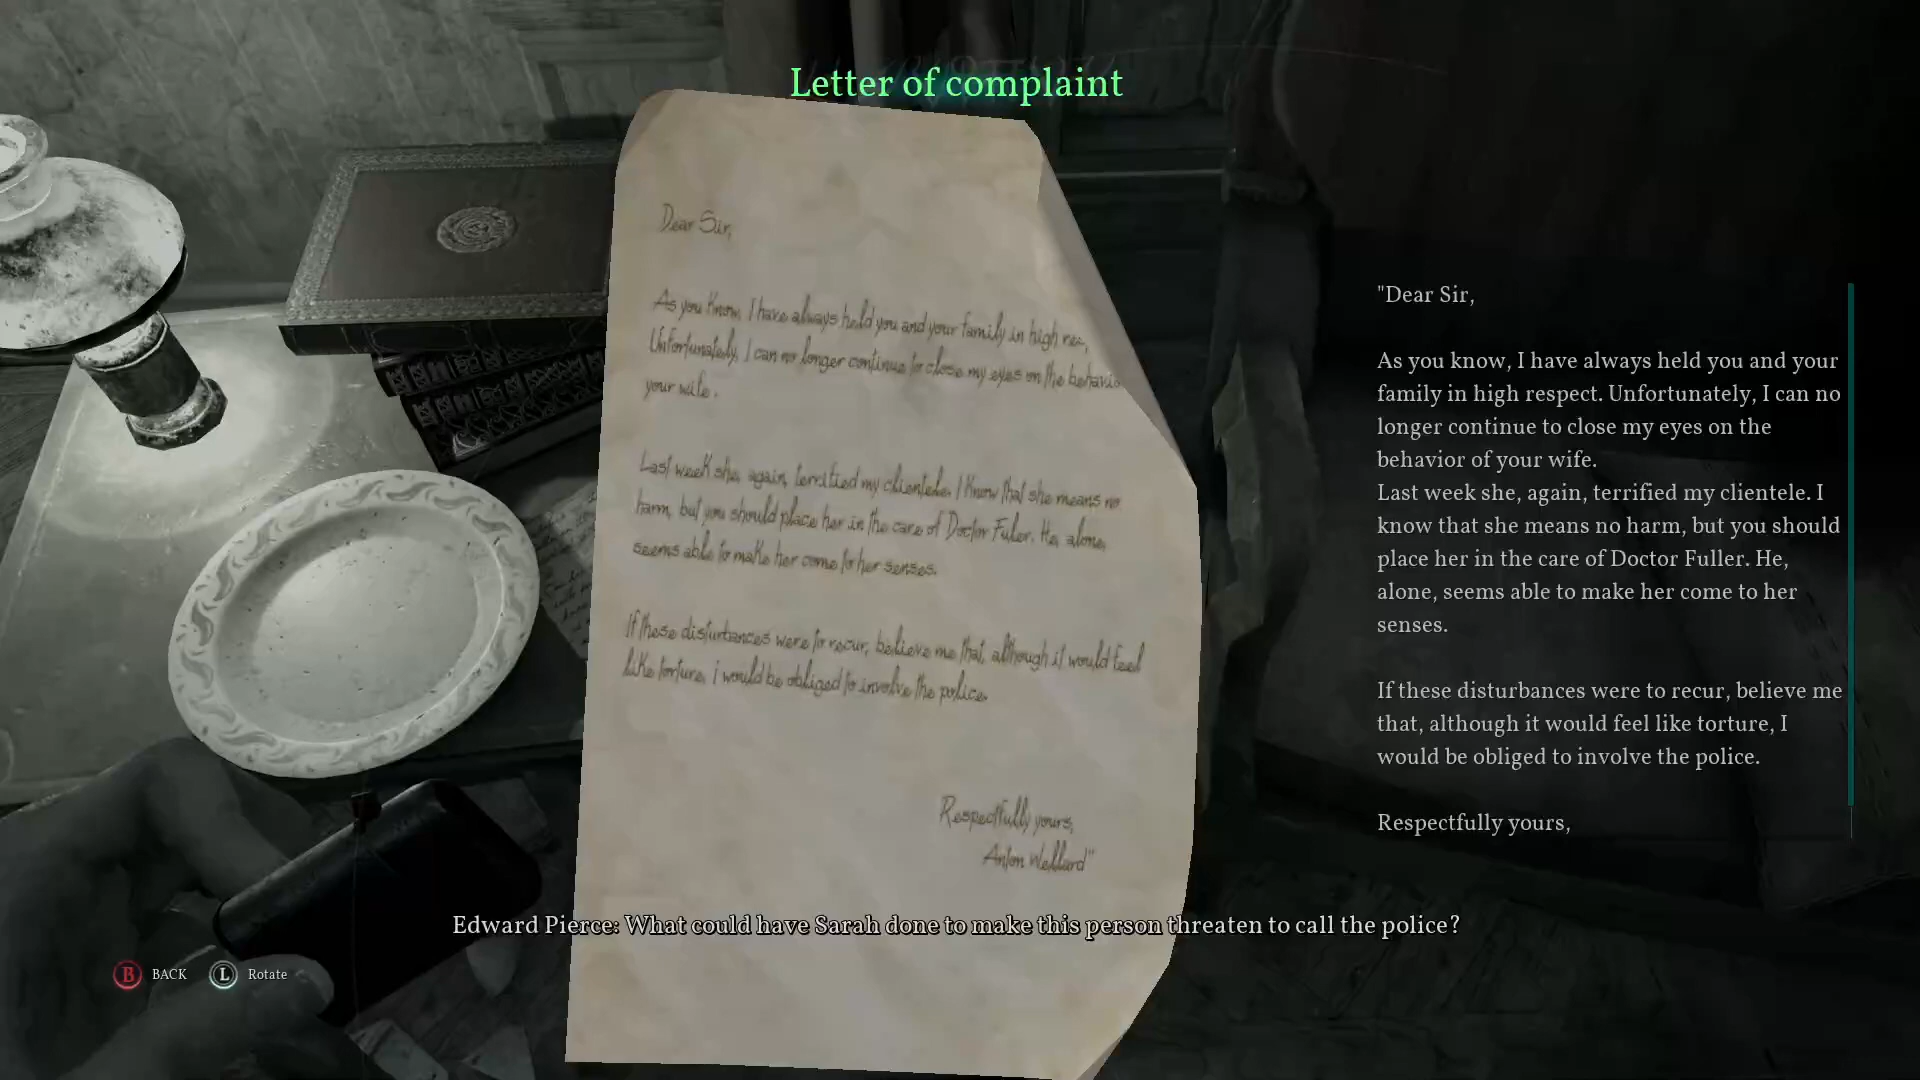 Letter of complaint
Dear Sir,
As you know, I have always held you and your family in high res
Unfortunately, I can no longer continue to close my eyes on the behavio
your wife.
Last week she, again, terrified my clientele. I know that she means no
harm, but you should place her in the care of Doctor Fuller. He, alone,
seems able to make her come to her senses.
If these disturbances were to recur, believe me that, although it would feel
like torture, i would be obliged to involve the police.
Respectfully yours,
Anton Wellard"
"Dear Sir,
As you know, I have always held you and your
family in high respect. Unfortunately, I can no
longer continue to close my eyes on the
behavior of your wife.
Last week she, again, terrified my clientele. I
know that she means no harm, but you should
place her in the care of Doctor Fuller. He,
alone, seems able to make her come to her
senses.
If these disturbances were to recur, believe me
that, although it would feel like torture, I
would be obliged to involve the police.
Respectfully yours,
Edward Pierce: What could have Sarah done to make this person threaten to call the police?
B BACK L Rotate